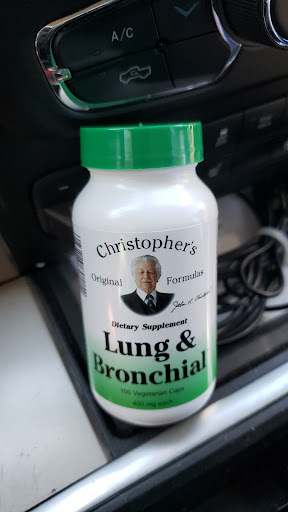 A/C
Christopher's
Original Formulas
Dietary Supplement
Lung &
Bronchial
100 Vegetarian Caps
400 mg each